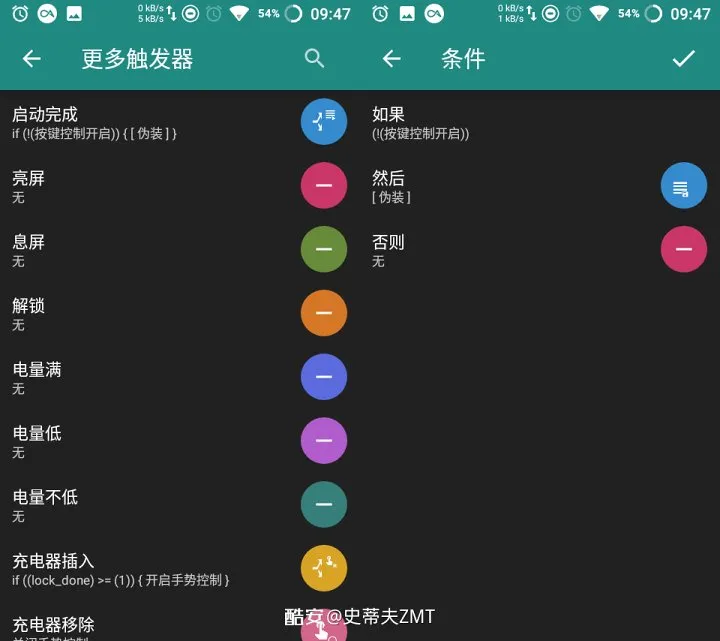 0 kB/s
5 kB/s
54%
09:47
更多触发器
启动完成
if (!(按键控制开启)) { [ 伪装 ] }
亮屏
无
息屏
无
解锁
无
电量满
无
电量低
无
电量不低
无
充电器插入
if ((lock_done) >= (1)) { 开启手势控制 }
充电器移除
0 kB/s
1 kB/s
54%
09:47
条件
如果
(!(按键控制开启))
然后
[ 伪装 ]
否则
无
酷安@史蒂夫ZMT